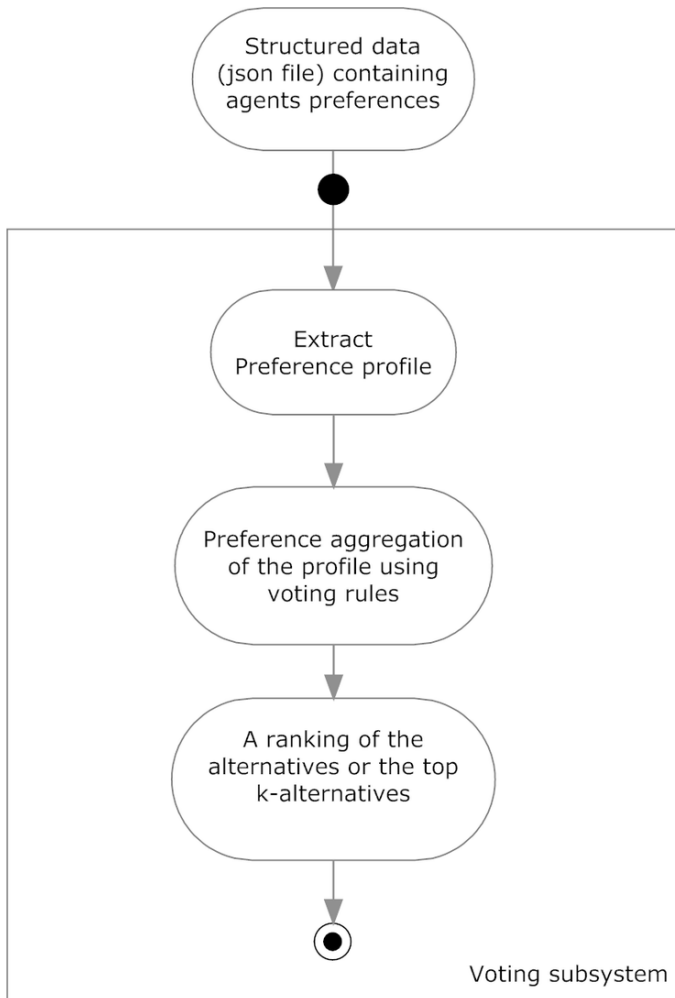 Structured data
(json file) containing
agents preferences
Extract
Preference profile
Preference aggregation
of the profile using
voting rules
A ranking of the
alternatives or the top
k-alternatives
Voting subsystem